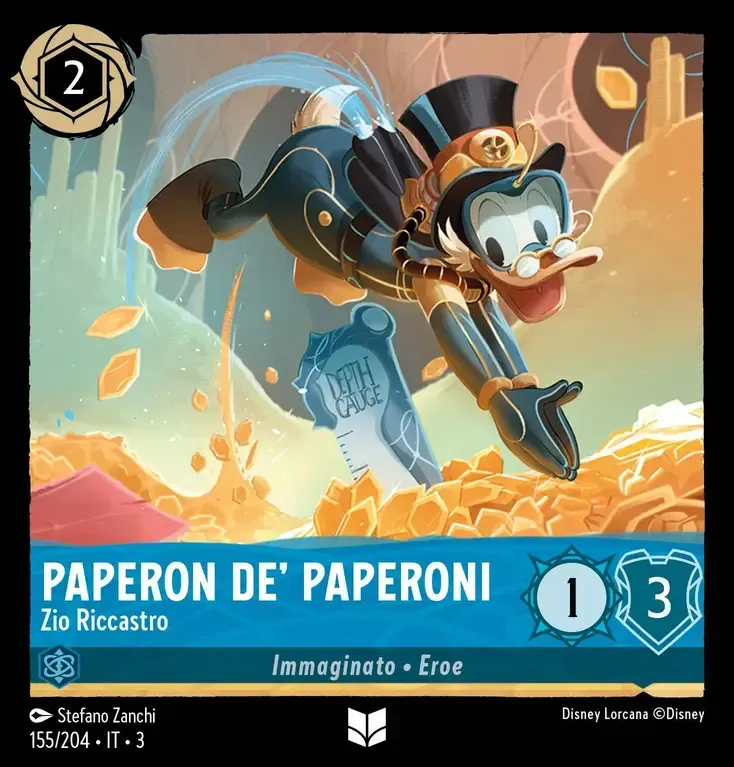 2
DEPTH
GAUGE
PAPERON DE' PAPERONI
Zio Riccastro
1
3
Immaginato • Eroe
Stefano Zanchi
Disney Lorcana ©Disney
155/204 • IT • 3